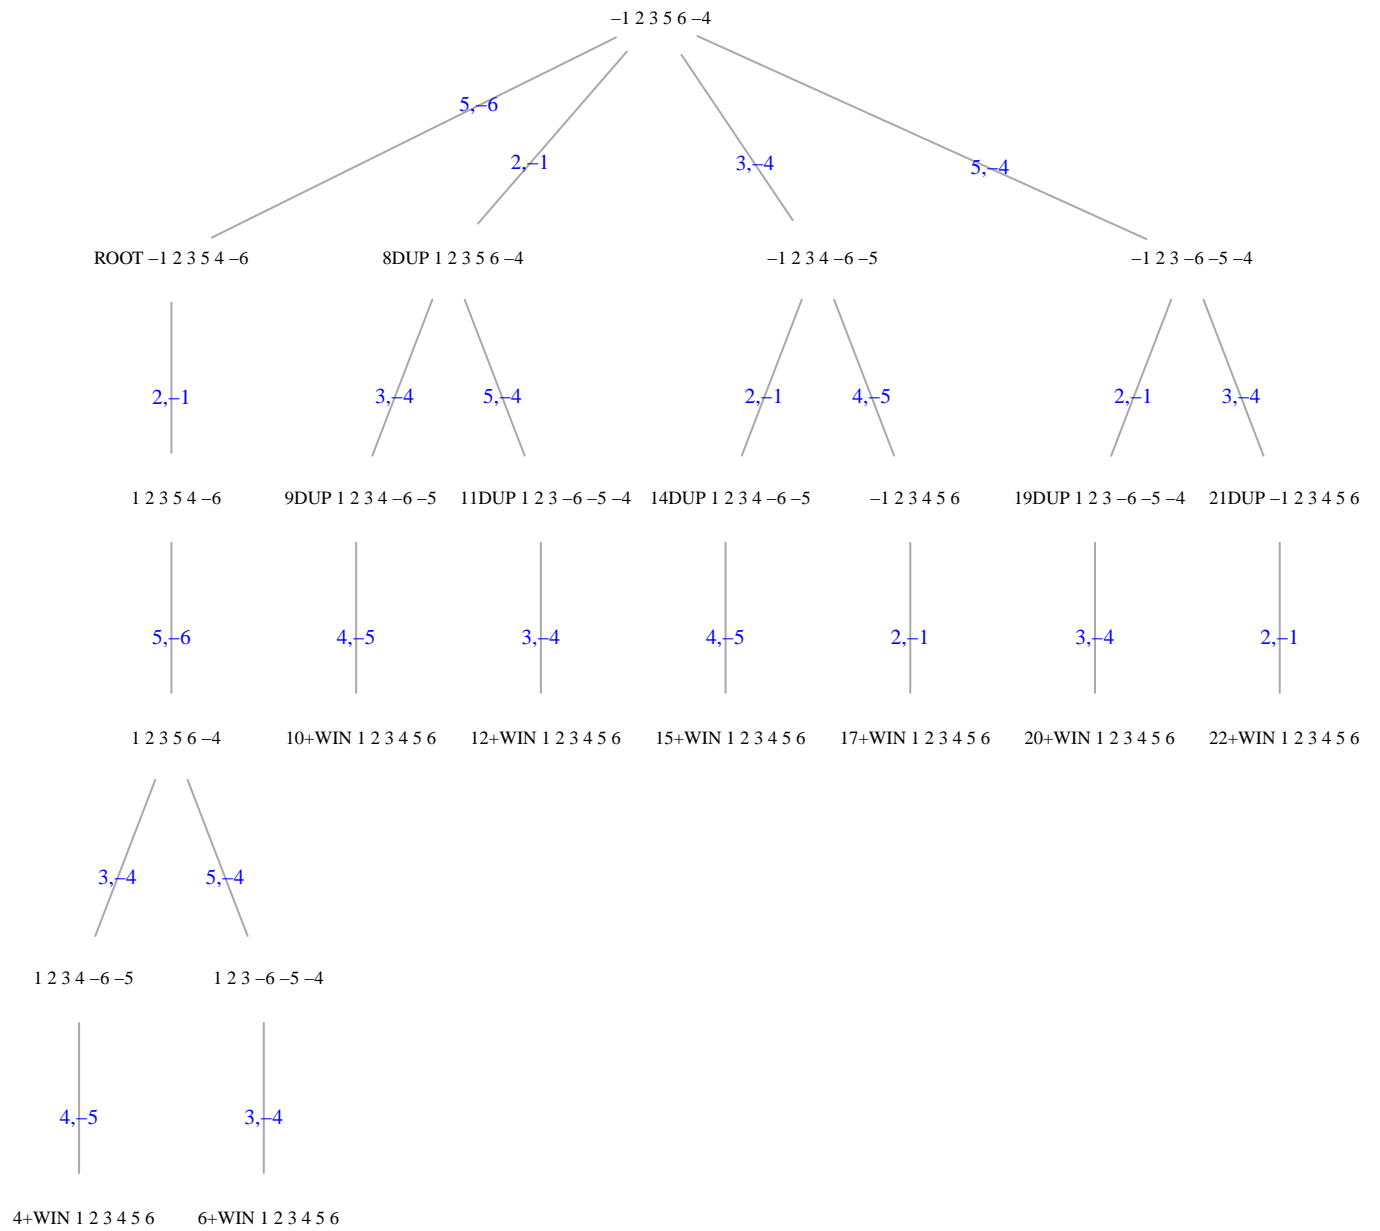 –1 2 3 5 6 –4
5,–6
2,–1
3,–4
5,–4
ROOT –1 2 3 5 4 –6
8DUP 1 2 3 5 6 –4
–1 2 3 4 –6 –5
–1 2 3 –6 –5 –4
2,–1
3,–4
5,–4
2,–1
4,–5
2,–1
3,–4
1 2 3 5 4 –6
9DUP 1 2 3 4 –6 –5
11DUP 1 2 3 –6 –5 –4
14DUP 1 2 3 4 –6 –5
–1 2 3 4 5 6
19DUP 1 2 3 –6 –5 –4
21DUP –1 2 3 4 5 6
5,–6
4,–5
3,–4
4,–5
2,–1
3,–4
2,–1
1 2 3 5 6 –4
10+WIN 1 2 3 4 5 6
12+WIN 1 2 3 4 5 6
15+WIN 1 2 3 4 5 6
17+WIN 1 2 3 4 5 6
20+WIN 1 2 3 4 5 6
22+WIN 1 2 3 4 5 6
3,–4
5,–4
1 2 3 4 –6 –5
1 2 3 –6 –5 –4
4,–5
3,–4
4+WIN 1 2 3 4 5 6
6+WIN 1 2 3 4 5 6